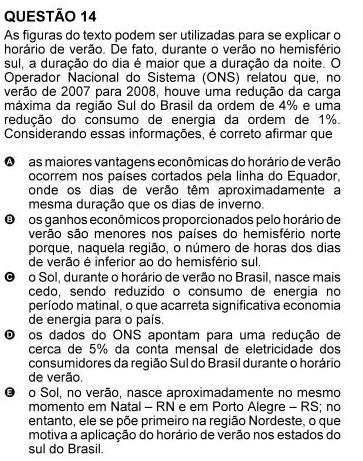 QUESTÃO 14
As figuras do texto podem ser utilizadas para se explicar o
horário de verão. De fato, durante o verão no hemisfério
sul, a duração do dia é maior que a duração da noite. O
Operador Nacional do Sistema (ONS) relatou que, no
verão de 2007 para 2008, houve uma redução da carga
máxima da região Sul do Brasil da ordem de 4% e uma
redução do consumo de energia da ordem de 1%.
Considerando essas informações, é correto afirmar que
A as maiores vantagens econômicas do horário de verão
ocorrem nos países cortados pela linha do Equador,
onde os dias de verão têm aproximadamente a
mesma duração que os dias de inverno.
B os ganhos econômicos proporcionados pelo horário de
verão são menores nos países do hemisfério norte
porque, naquela região, o número de horas dos dias
de verão é inferior ao do hemisfério sul.
C o Sol, durante o horário de verão no Brasil, nasce mais
cedo, sendo reduzido o consumo de energia no
período matinal, o que acarreta significativa economia
de energia para o país.
D os dados do ONS apontam para uma redução de
cerca de 5% da conta mensal de eletricidade dos
consumidores da região Sul do Brasil durante o horário
de verão.
E o Sol, no verão, nasce aproximadamente no mesmo
momento em Natal – RN e em Porto Alegre – RS; no
entanto, ele se põe primeiro na região Nordeste, o que
motiva a aplicação do horário de verão nos estados do
sul do Brasil.